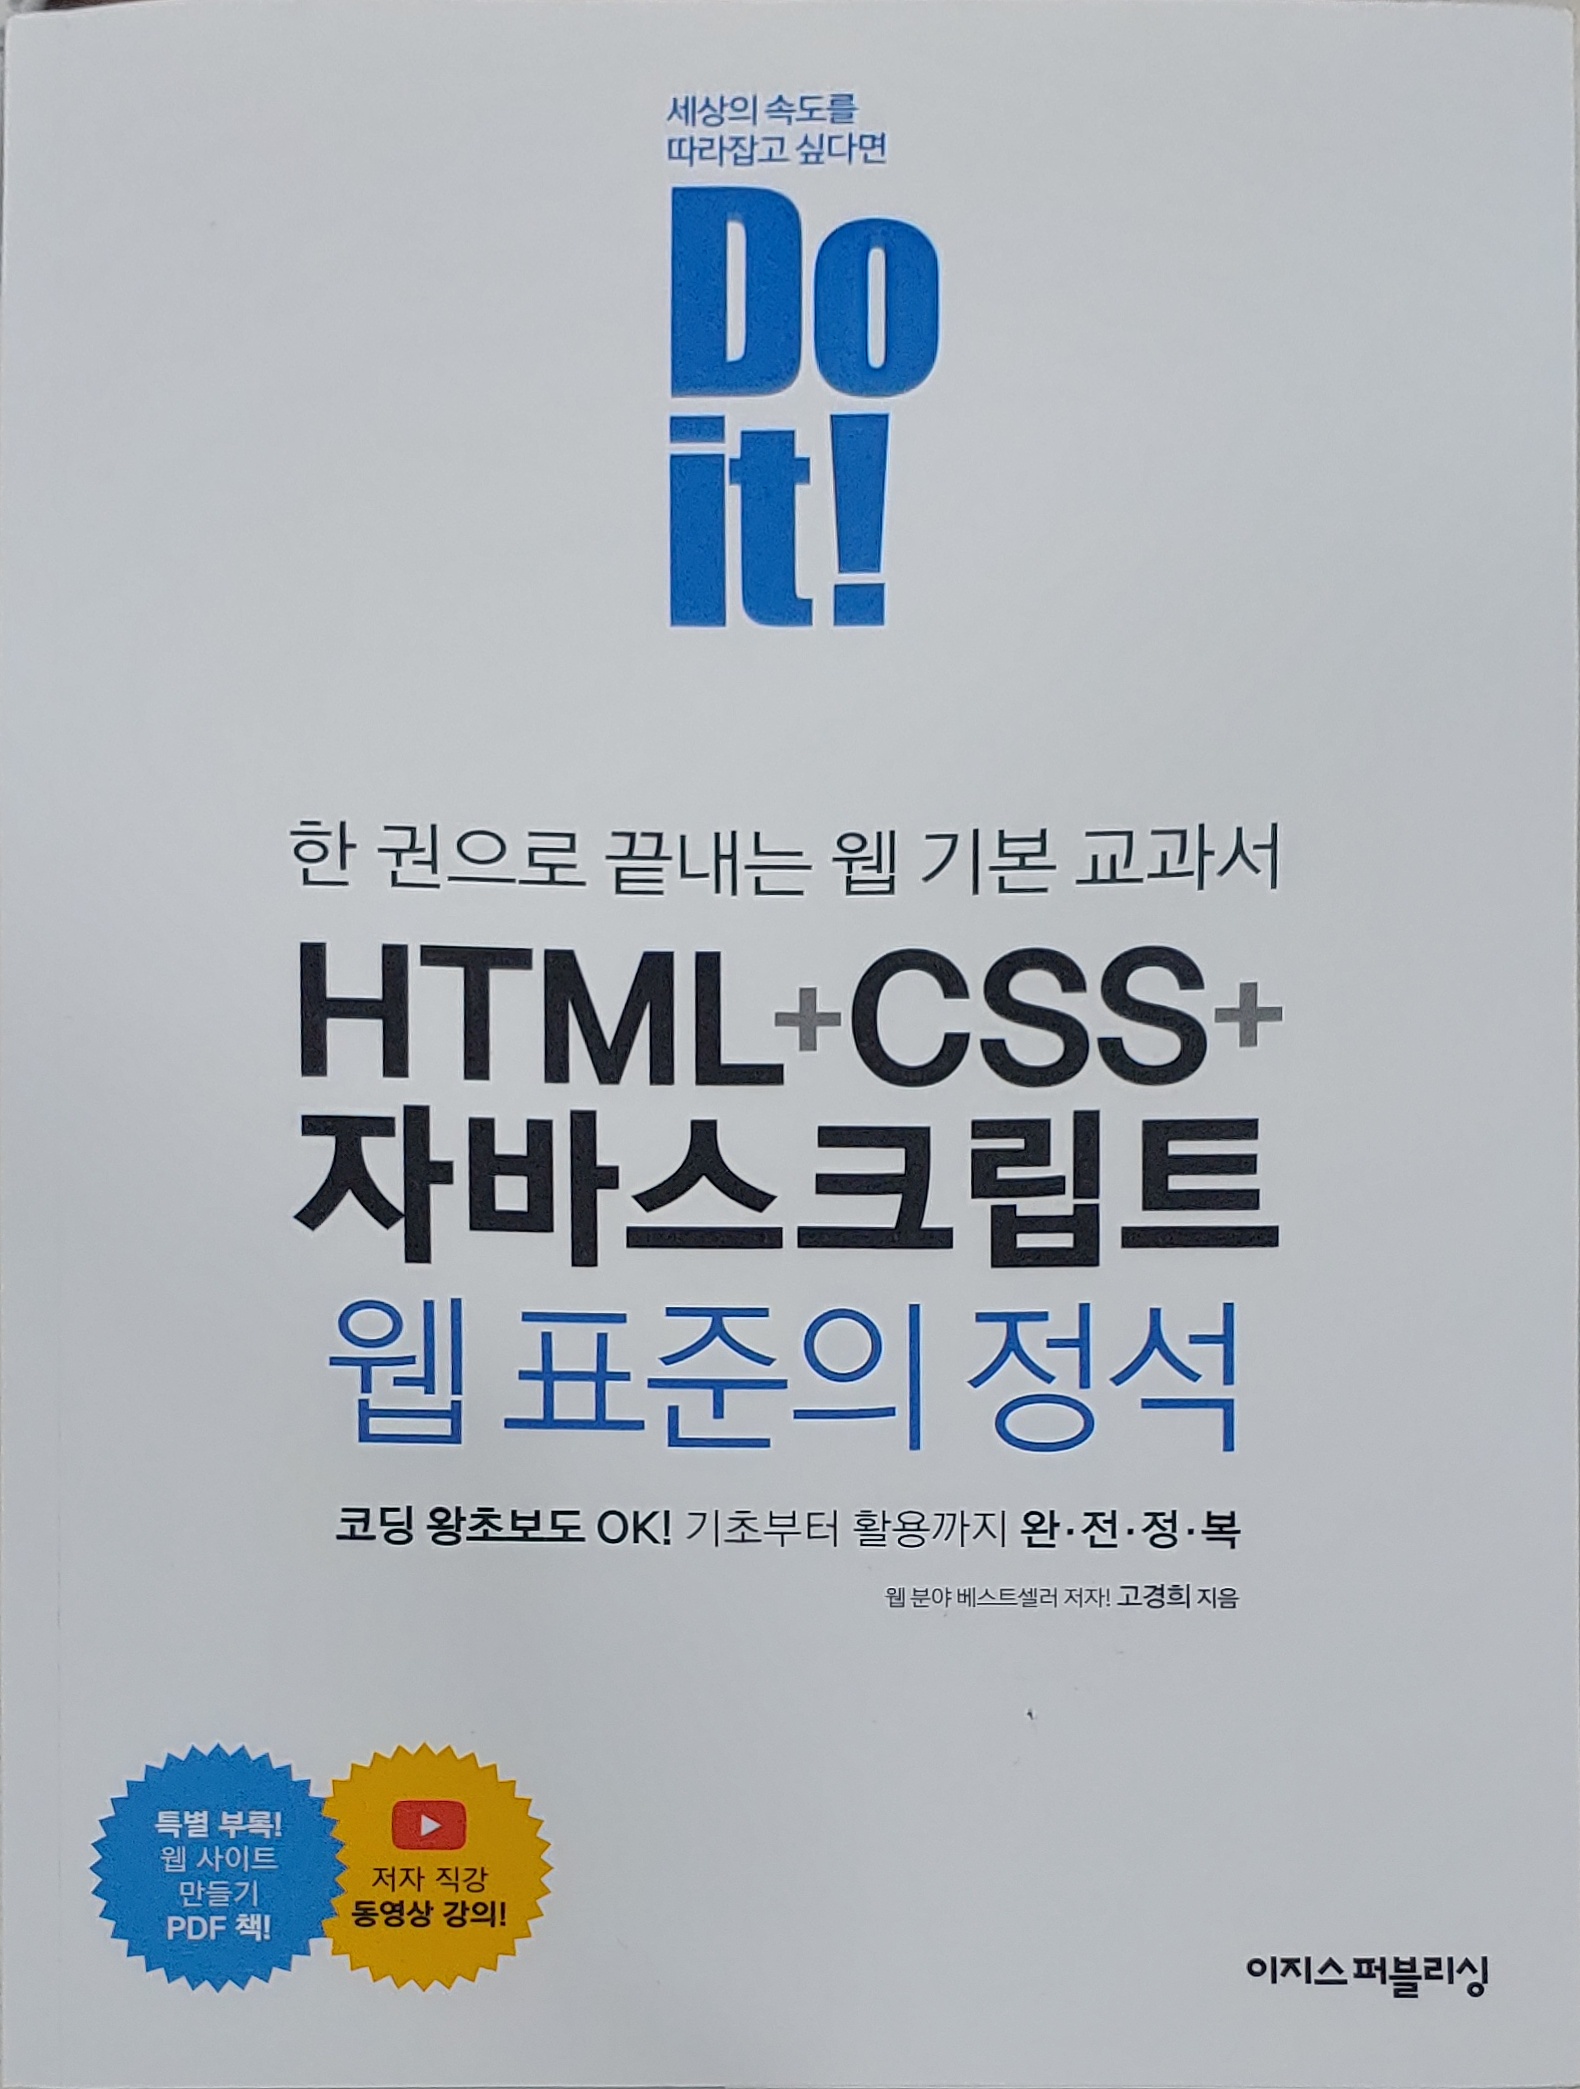 세상의 속도를
따라잡고 싶다면
Do
it!
한 권으로 끝내는 웹 기본 교과서
HTML+CSS+
자바스크립트
웹 표준의 정석
코딩 왕초보도 OK! 기초부터 활용까지 완·전·정·복
웹 분야 베스트셀러 저자! 고경희 지음
특별 부록!
웹 사이트
만들기
PDF 책!
저자 직강
동영상 강의!
이지스퍼블리싱